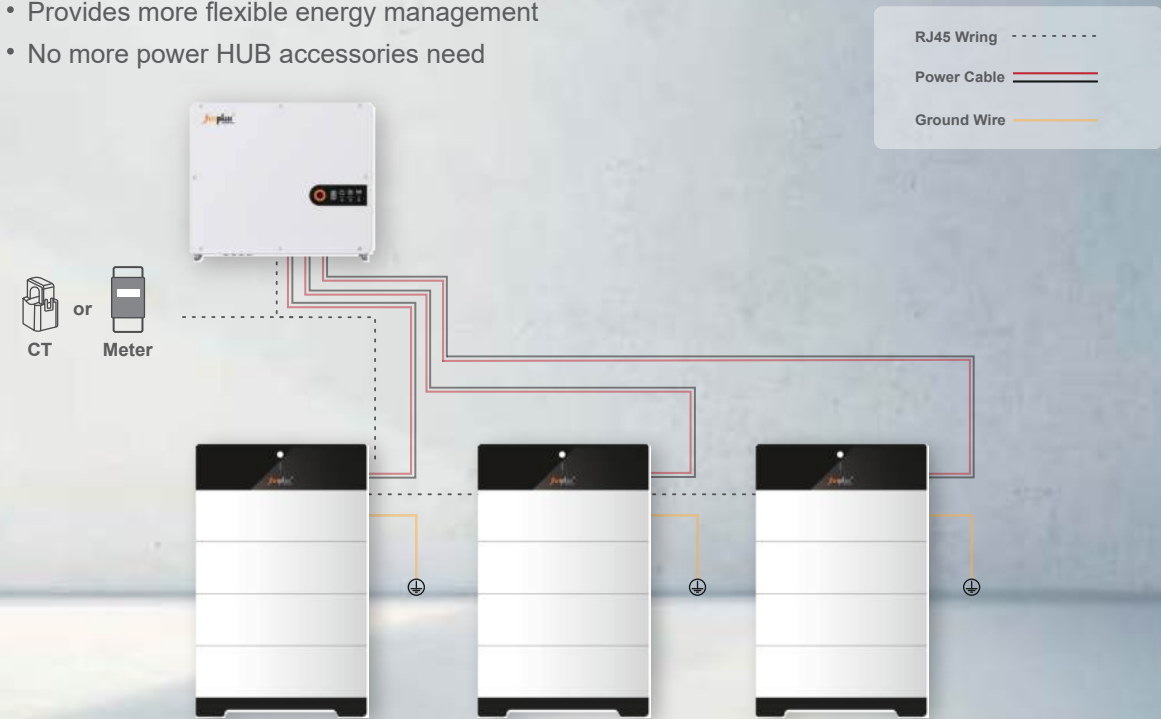 • Provides more flexible energy management
• No more power HUB accessories need
RJ45 Wring
Power Cable
Ground Wire
or
CT
Meter